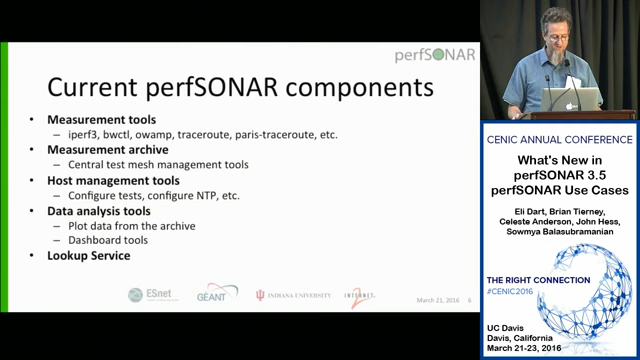 perfSONAR
Current perfSONAR components
• Measurement tools
– iperf3, bwctl, owamp, traceroute, paris-traceroute, etc.
• Measurement archive
– Central test mesh management tools
• Host management tools
– Configure tests, configure NTP, etc.
• Data analysis tools
– Plot data from the archive
– Dashboard tools
• Lookup Service
ESnet
GÉANT
INDIANA UNIVERSITY
INTERNET
2
March 21, 2016 6
CENIC ANNUAL CONFERENCE
What's New in
perfSONAR 3.5
perfSONAR Use Cases
Eli Dart, Brian Tierney,
Celeste Anderson, John Hess,
Sowmya Balasubramanian
THE RIGHT CONNECTION
#CENIC2016
UC Davis
Davis, California
March 21-23, 2016